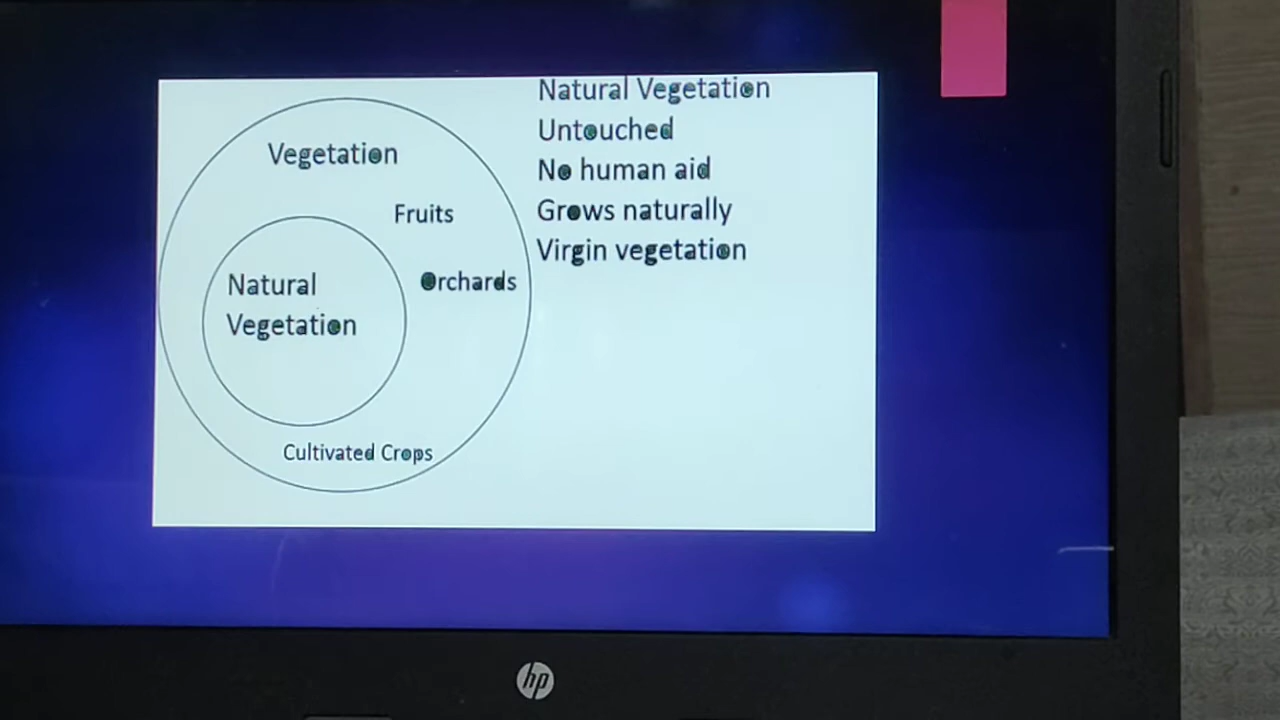 Vegetation
Fruits
Natural
Vegetation
Orchards
Cultivated Crops
Natural Vegetation
Untouched
No human aid
Grows naturally
Virgin vegetation
hp